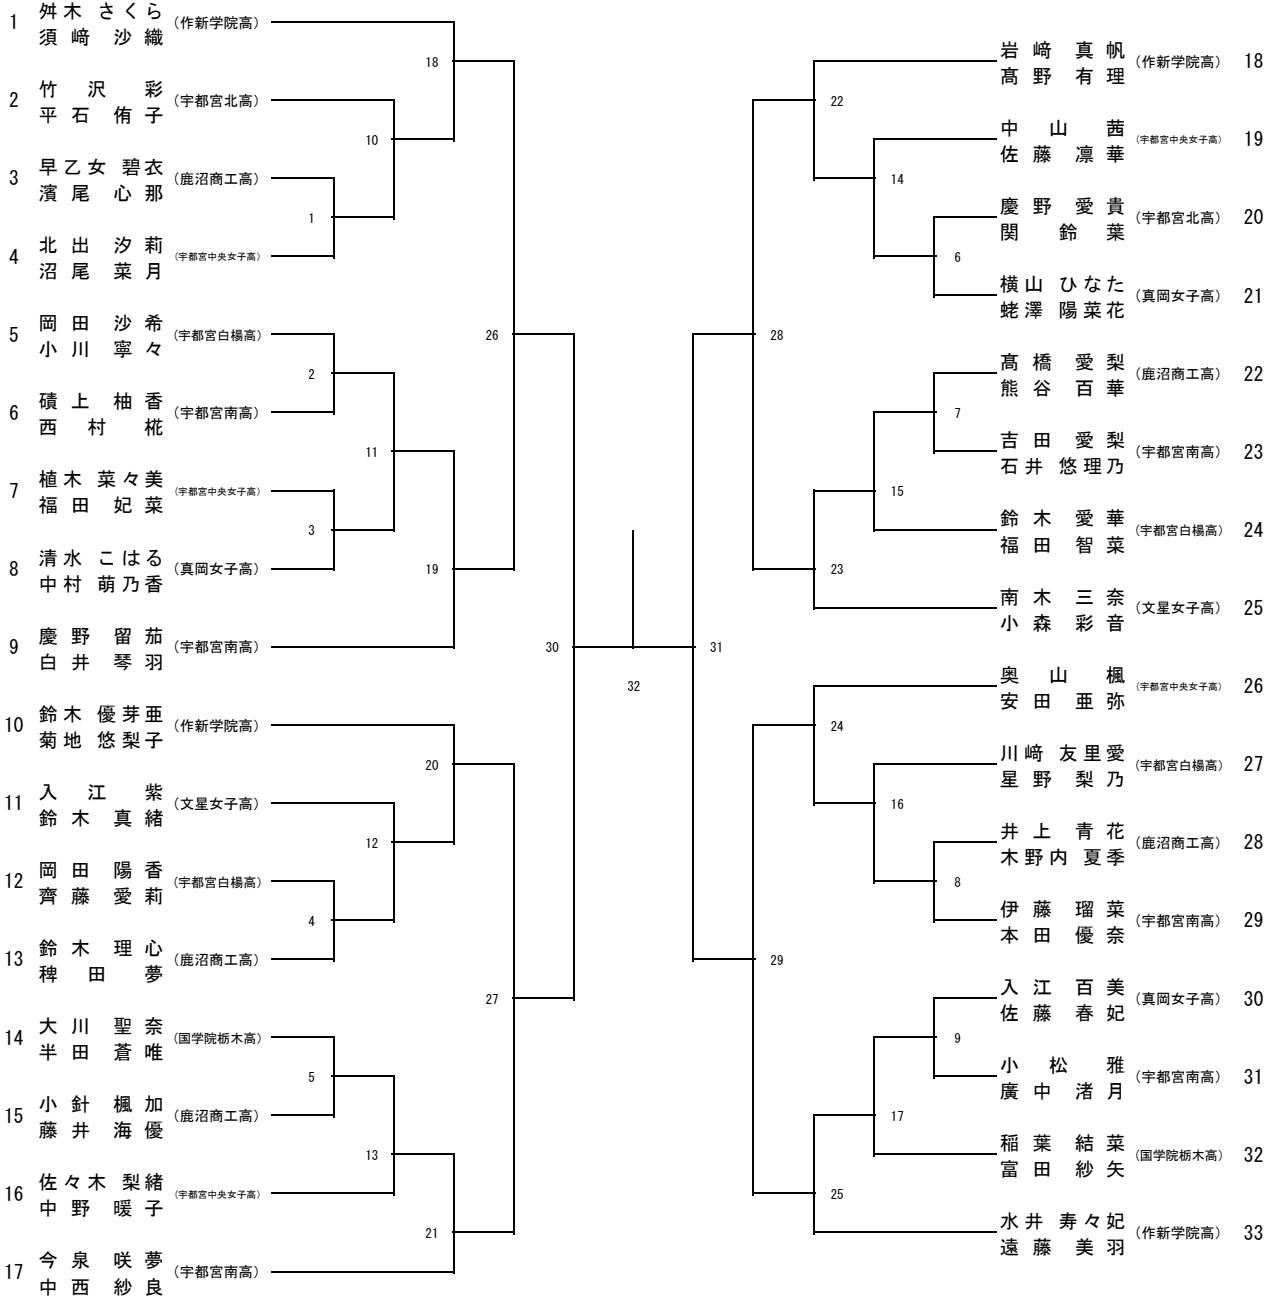 1 舛木 さくら (作新学院高)
須﨑 沙織
2 竹沢 彩 (宇都宮北高)
平石 侑子
3 早乙女 碧衣 (鹿沼商工高)
濱尾 心那
4 北出 汐莉 (宇都宮中央女子高)
沼尾 菜月
5 岡田 沙希 (宇都宮白楊高)
小川 寧々
6 磧上 柚香 (宇都宮南高)
西村 椛
7 植木 菜々美 (宇都宮中央女子高)
福田 妃菜
8 清水 こはる (真岡女子高)
中村 萌乃香
9 慶野 留茄 (宇都宮南高)
白井 琴羽
10 鈴木 優芽亜 (作新学院高)
菊地 悠梨子
11 入江 紫 (文星女子高)
鈴木 真緒
12 岡田 陽香 (宇都宮白楊高)
齊藤 愛莉
13 鈴木 理心 (鹿沼商工高)
稗田 夢
14 大川 聖奈 (国学院栃木高)
半田 蒼唯
15 小針 楓加 (鹿沼商工高)
藤井 海優
16 佐々木 梨緒 (宇都宮中央女子高)
中野 暖子
17 今泉 咲夢 (宇都宮南高)
中西 紗良
18
10
1
26
2
11
3
19
30
20
12
4
27
5
13
21
32
31
22
14
6
28
7
15
23
24
16
8
29
9
17
25
岩﨑 真帆 (作新学院高) 18
髙野 有理
中山 茜 (宇都宮中央女子高) 19
佐藤 凛華
慶野 愛貴 (宇都宮北高) 20
関 鈴葉
横山 ひなた (真岡女子高) 21
蛯澤 陽菜花
髙橋 愛梨 (鹿沼商工高) 22
熊谷 百華
吉田 愛梨 (宇都宮南高) 23
石井 悠理乃
鈴木 愛華 (宇都宮白楊高) 24
福田 智菜
南木 三奈 (文星女子高) 25
小森 彩音
奥山 楓 (宇都宮中央女子高) 26
安田 亜弥
川﨑 友里愛 (宇都宮白楊高) 27
星野 梨乃
井上 青花 (鹿沼商工高) 28
木野内 夏季
伊藤 瑠菜 (宇都宮南高) 29
本田 優奈
入江 百美 (真岡女子高) 30
佐藤 春妃
小松 雅 (宇都宮南高) 31
廣中 渚月
稲葉 結菜 (国学院栃木高) 32
富田 紗矢
水井 寿々妃 (作新学院高) 33
遠藤 美羽